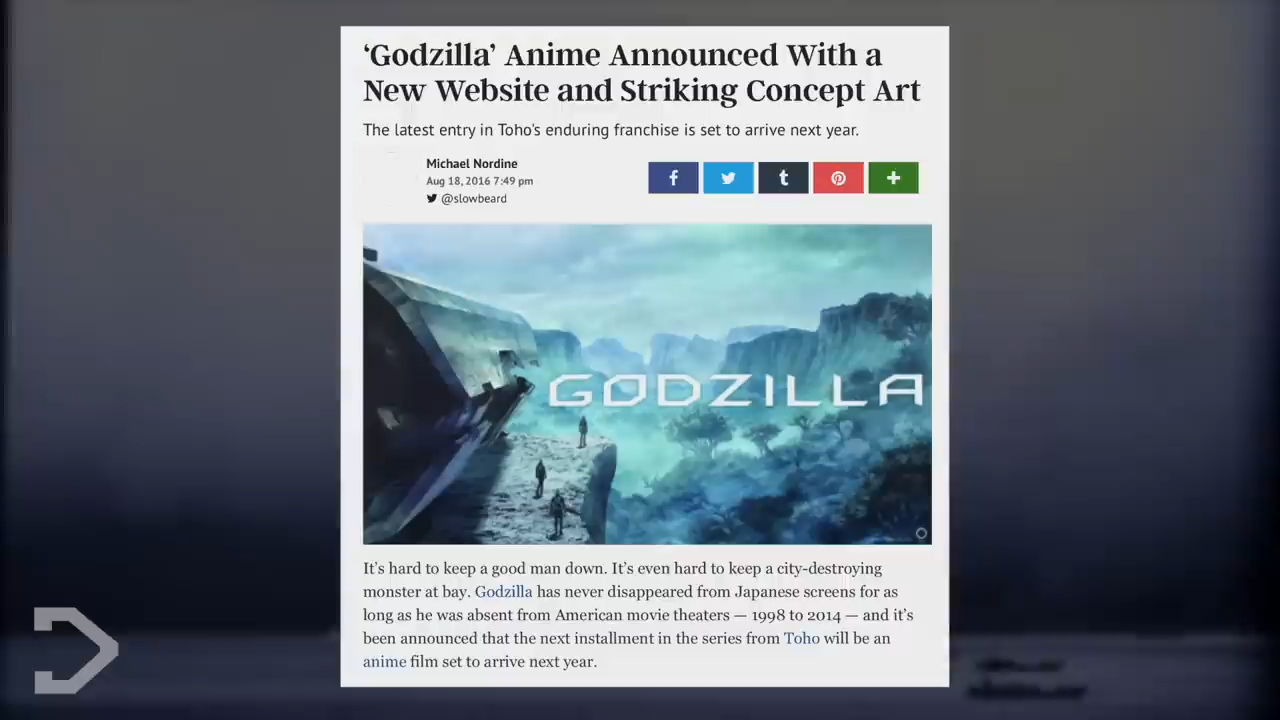 ‘Godzilla’ Anime Announced With a
New Website and Striking Concept Art
The latest entry in Toho’s enduring franchise is set to arrive next year.
Michael Nordine
Aug 18, 2016 7:49 pm
@slowbeard
GODZILLA
It’s hard to keep a good man down. It’s even hard to keep a city-destroying
monster at bay. Godzilla has never disappeared from Japanese screens for as
long as he was absent from American movie theaters — 1998 to 2014 — and it’s
been announced that the next installment in the series from Toho will be an
anime film set to arrive next year.